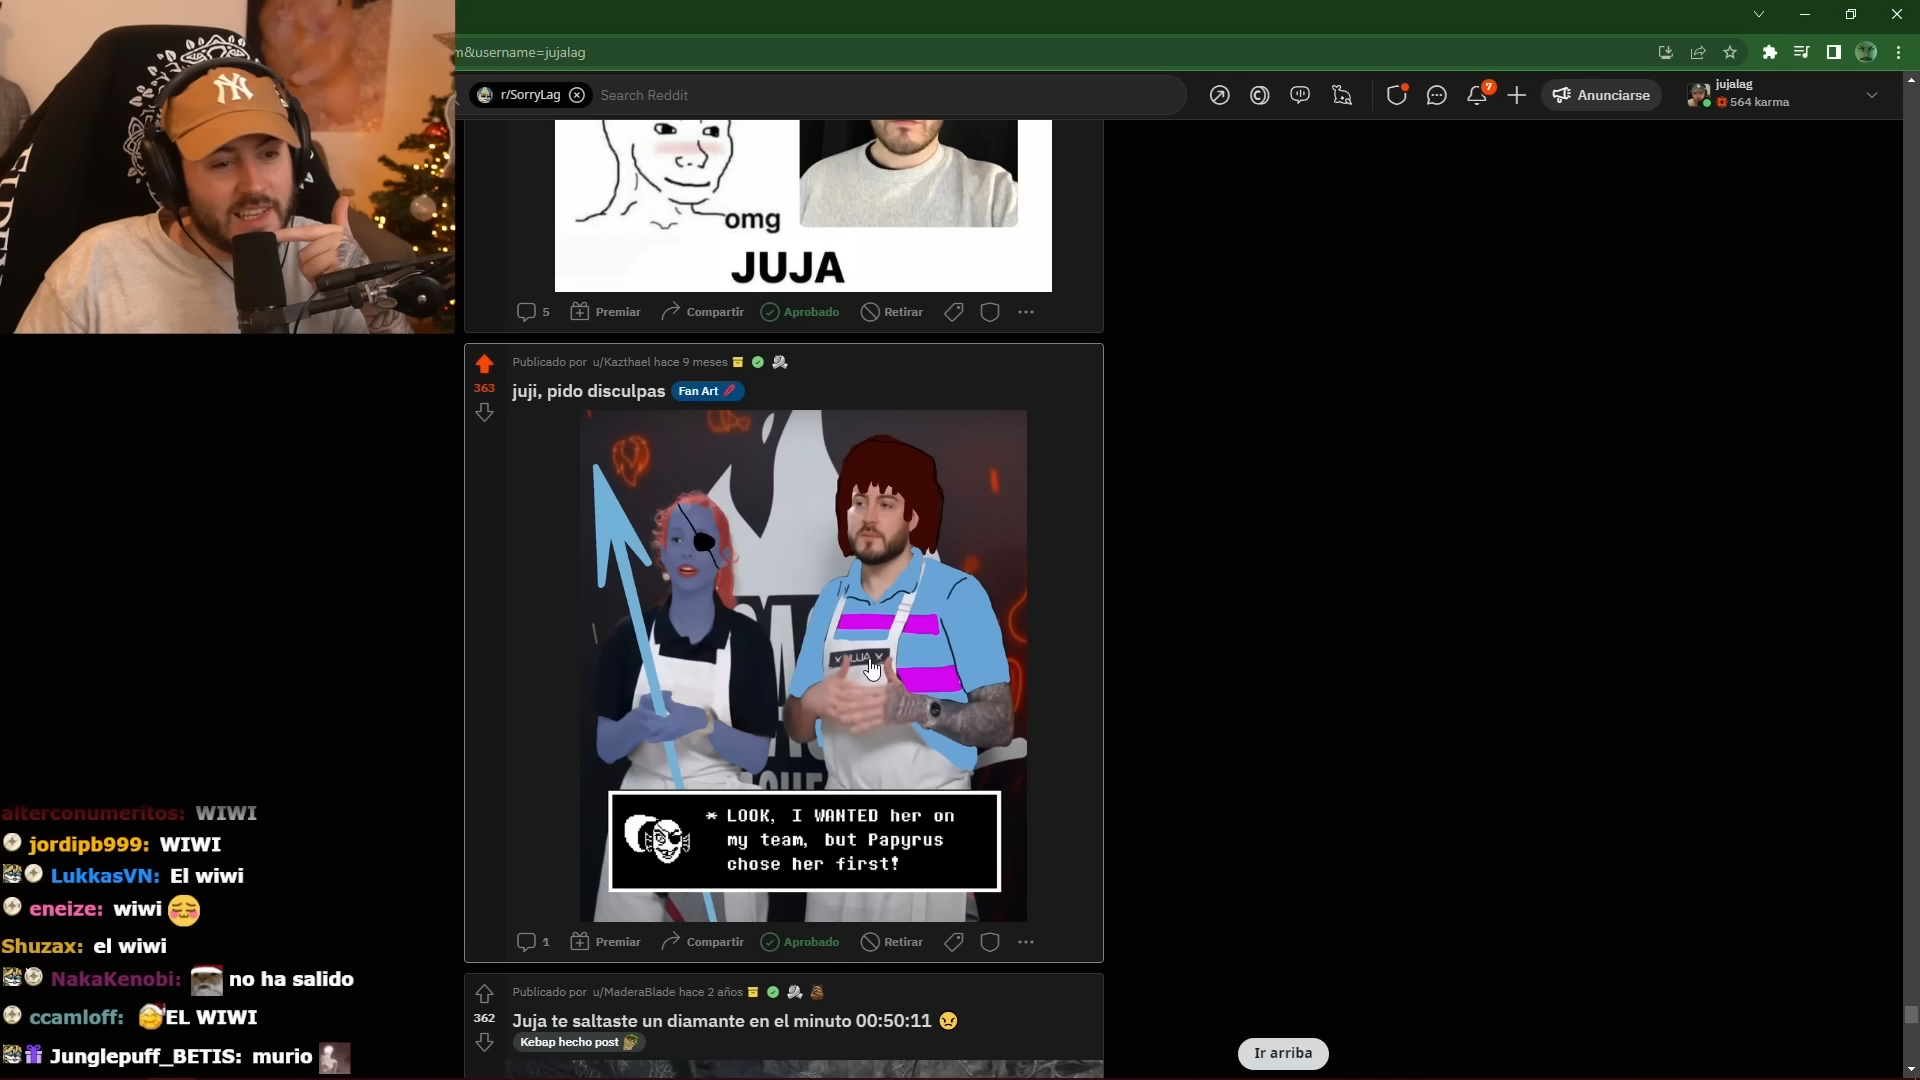 m&username=jujalag
r/SorryLag
Search Reddit
7
Anunciarse
jujalag
564 karma
omg
JUJA
5 Premiar Compartir Aprobado Retirar
Publicado por u/Kazthael hace 9 meses
363
juji, pido disculpas Fan Art
* LOOK, I WANTED her on
my team, but Papyrus
chose her first!
1 Premiar Compartir Aprobado Retirar
Publicado por u/MaderaBlade hace 2 años
362
Juja te saltaste un diamante en el minuto 00:50:11
Kebap hecho post
Ir arriba
alterconumeritos: WIWI
jordipb999: WIWI
LukkasVN: El wiwi
eneize: wiwi
Shuzax: el wiwi
NakaKenobi: no ha salido
ccamloff: EL WIWI
Junglepuff_BETIS: murio